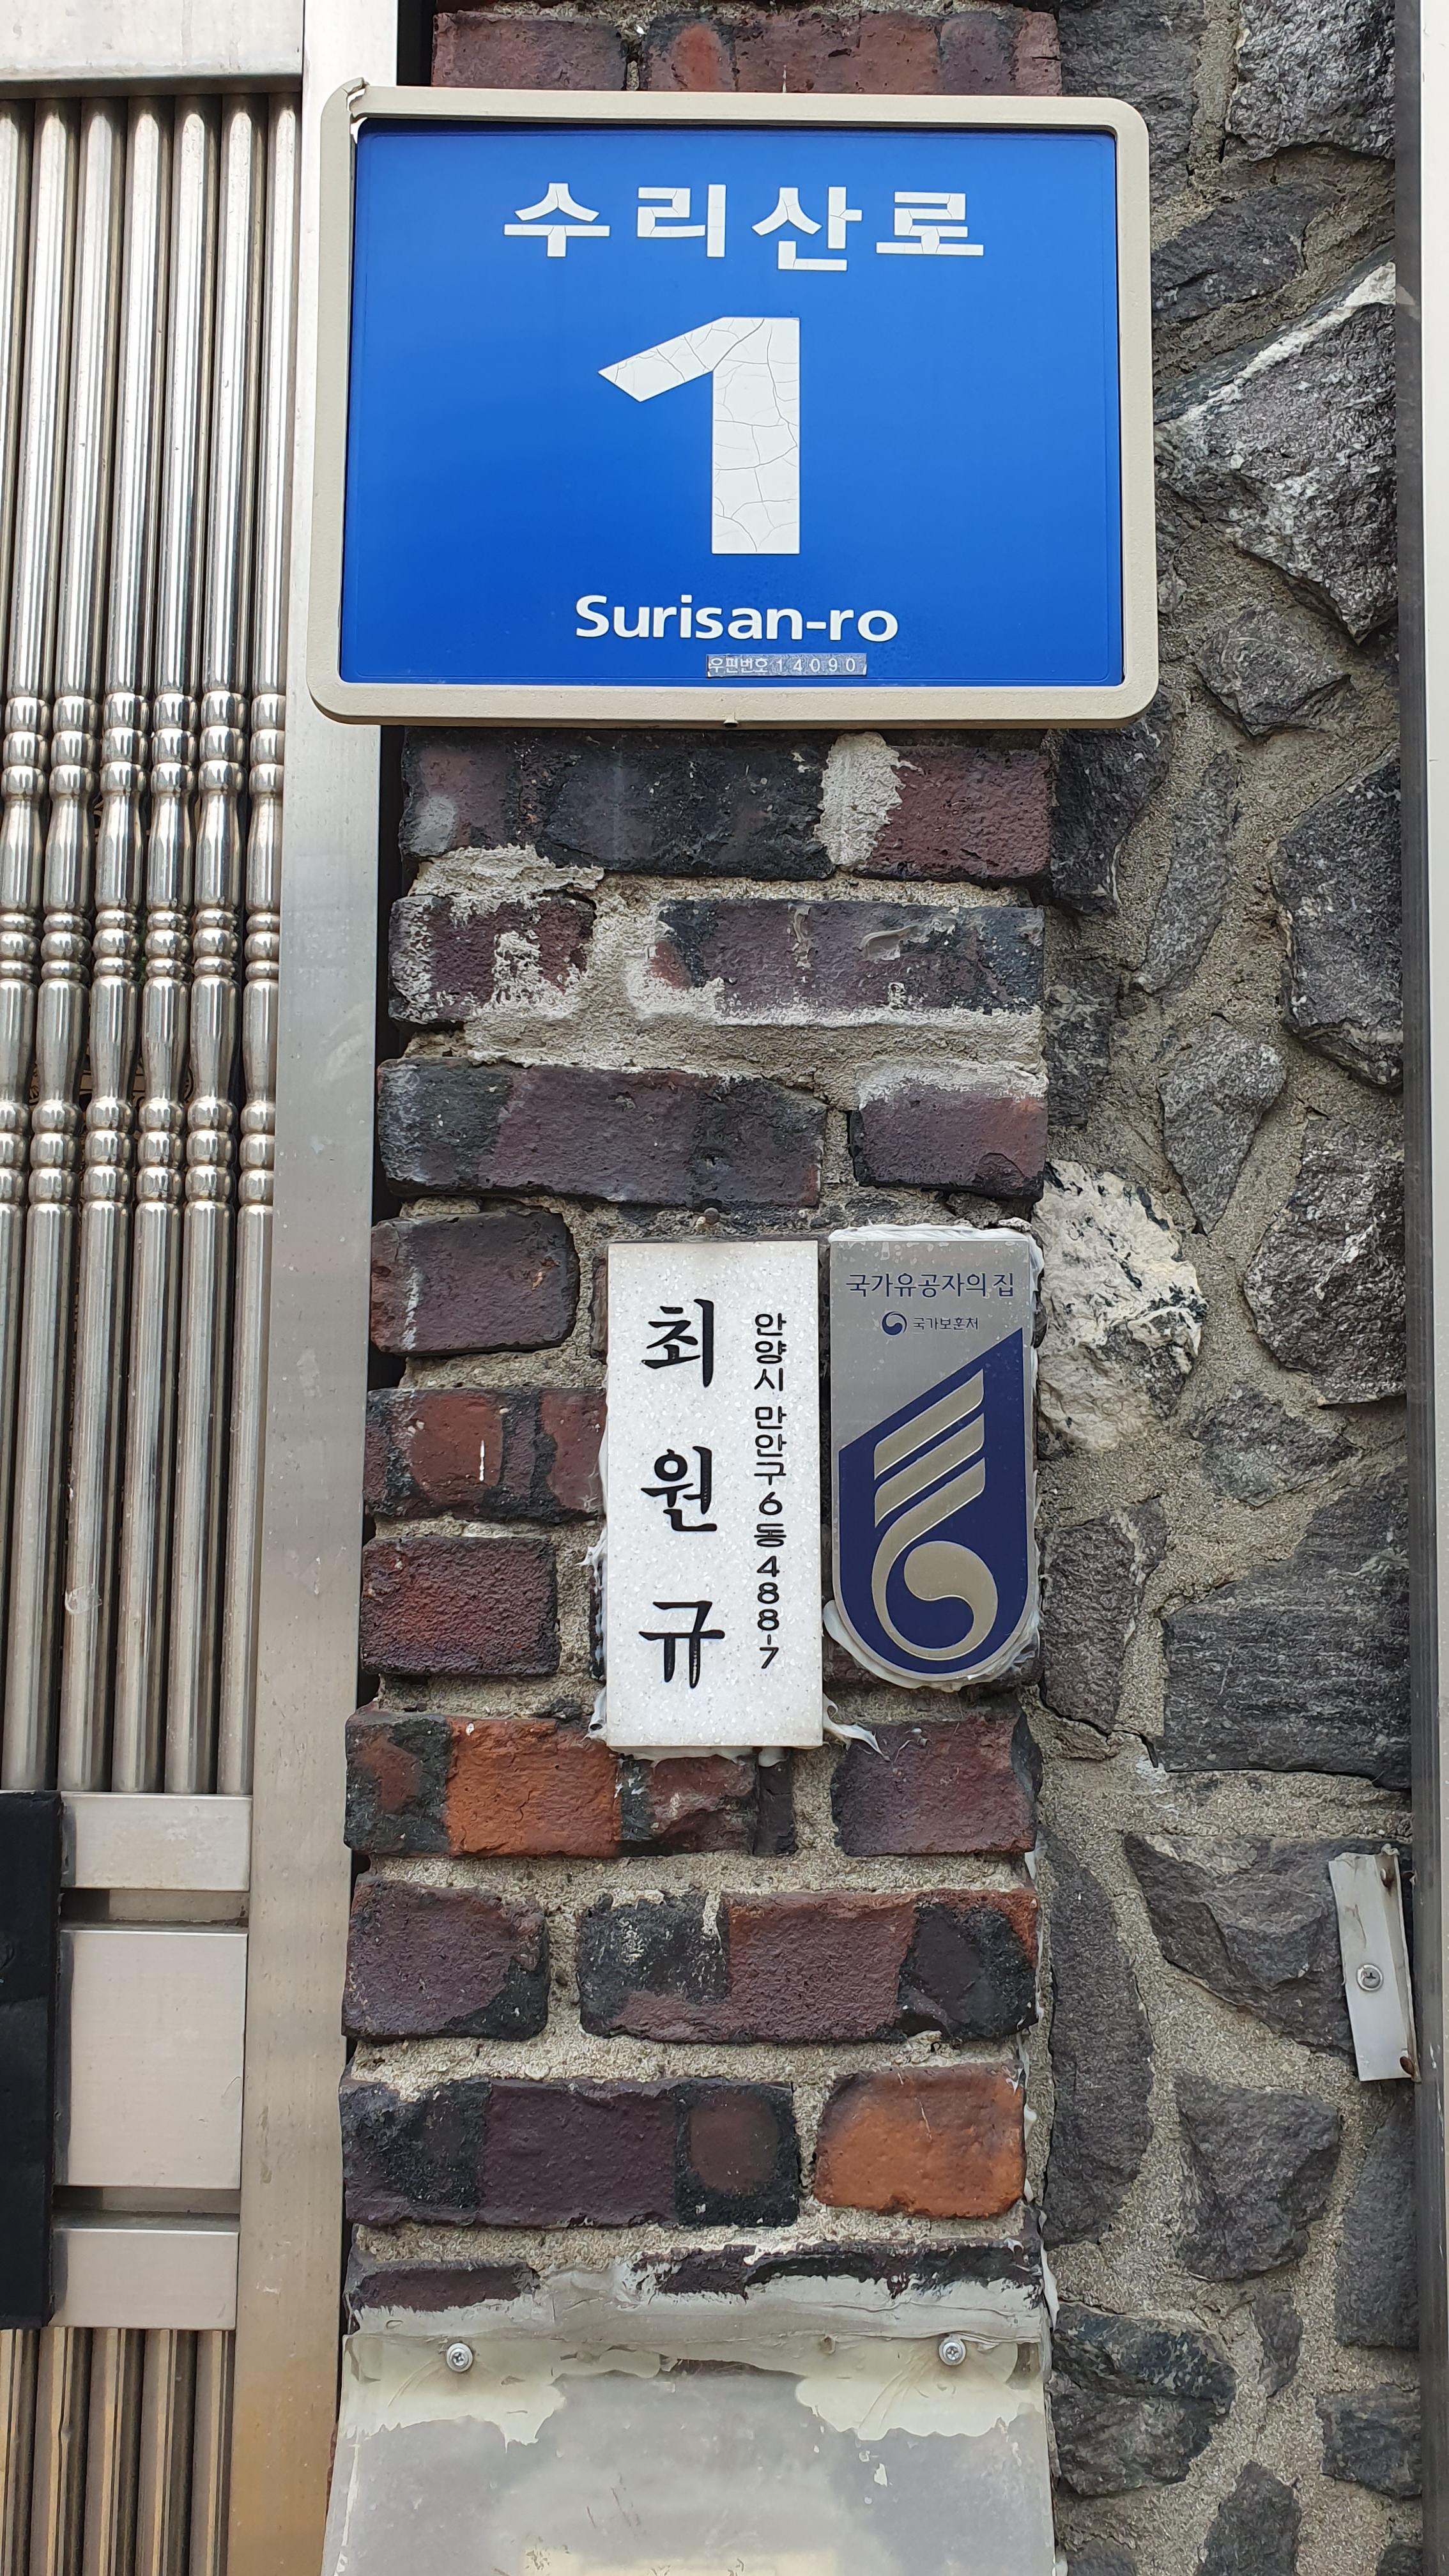 수리산로
1
Surisan-ro
우편번호 14090
최원규
안양시 만안구 6동 488-7
국가유공자의 집
국가보훈처